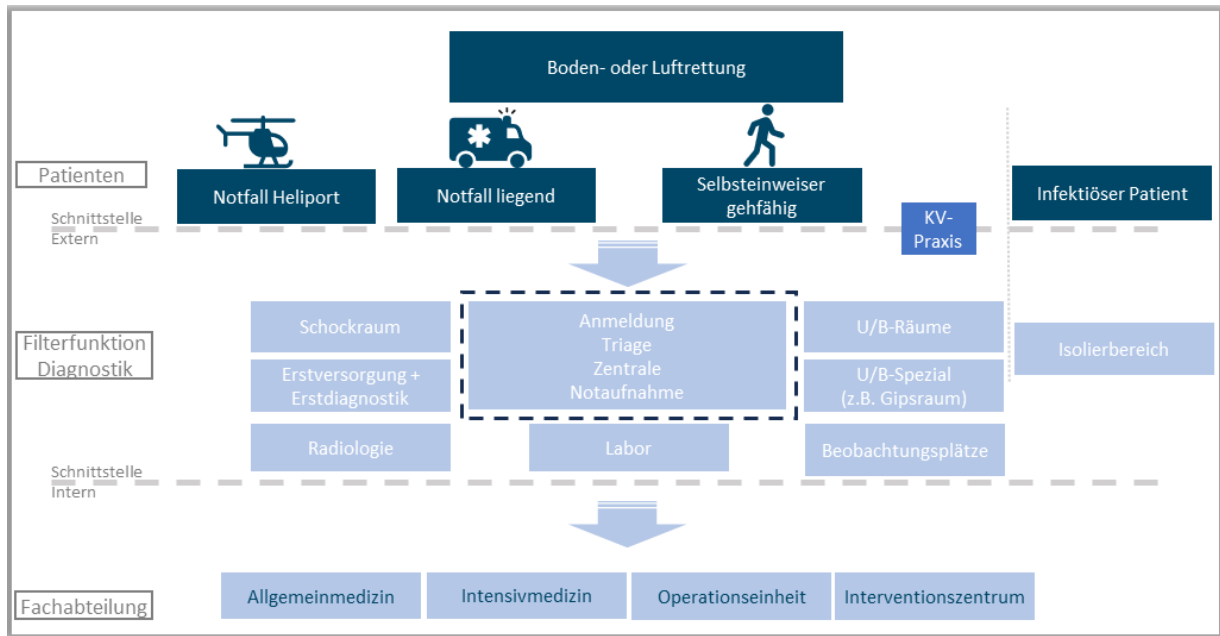 Boden- oder Luftrettung
Patienten
Notfall Heliport
Notfall liegend
Selbsteinweiser
gehfähig
Infektiöser Patient
Schnittstelle
Extern
KV-
Praxis
Filterfunktion
Diagnostik
Schockraum
Erstversorgung +
Erstdiagnostik
Radiologie
Anmeldung
Triage
Zentrale
Notaufnahme
Labor
U/B-Räume
U/B-Spezial
(z.B. Gipsraum)
Beobachtungsplätze
Isolierbereich
Schnittstelle
Intern
Fachabteilung
Allgemeinmedizin
Intensivmedizin
Operationseinheit
Interventionszentrum